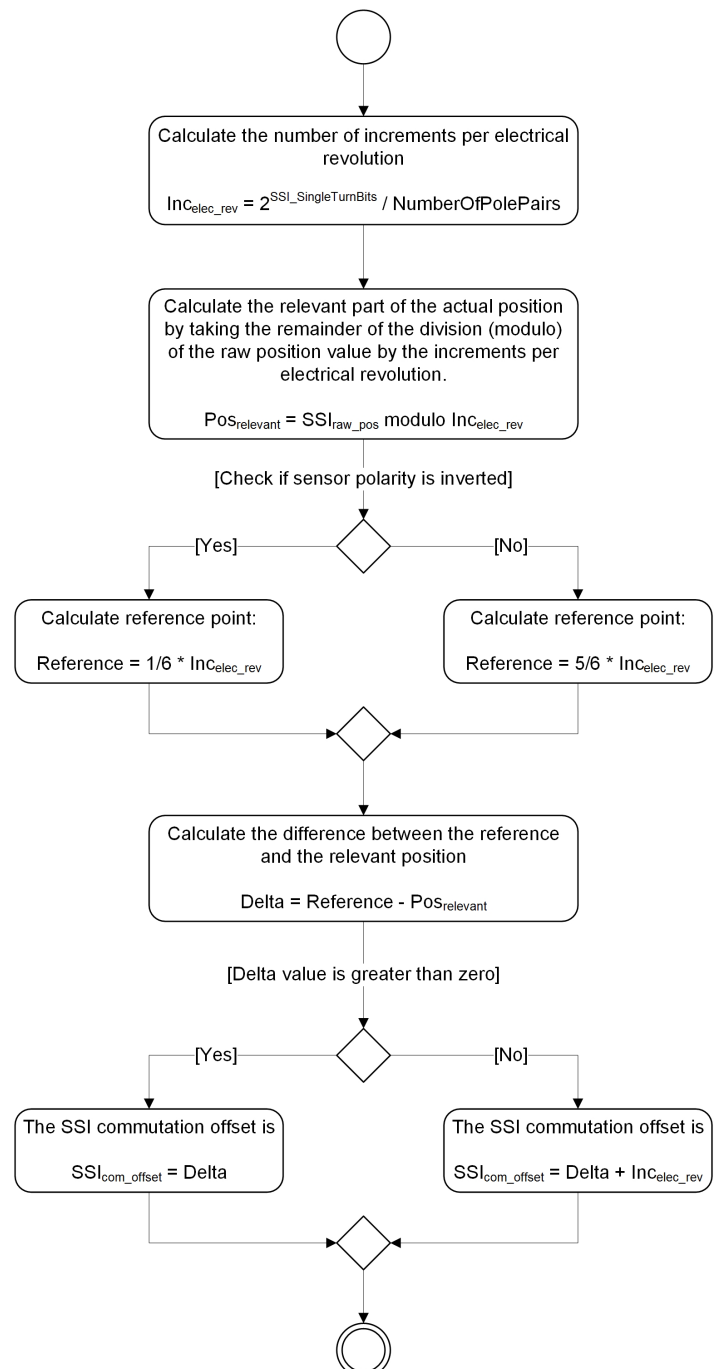 Calculate the number of increments per electrical
revolution
Inc_elec_rev = 2^SSI_SingleTurnBits / NumberOfPolePairs
Calculate the relevant part of the actual position
by taking the remainder of the division (modulo)
of the raw position value by the increments per
electrical revolution.
Pos_relevant = SSI_raw_pos modulo Inc_elec_rev
[Check if sensor polarity is inverted]
[Yes]
[No]
Calculate reference point:
Reference = 1/6 * Inc_elec_rev
Calculate reference point:
Reference = 5/6 * Inc_elec_rev
Calculate the difference between the reference
and the relevant position
Delta = Reference - Pos_relevant
[Delta value is greater than zero]
[Yes]
[No]
The SSI commutation offset is
SSI_com_offset = Delta
The SSI commutation offset is
SSI_com_offset = Delta + Inc_elec_rev